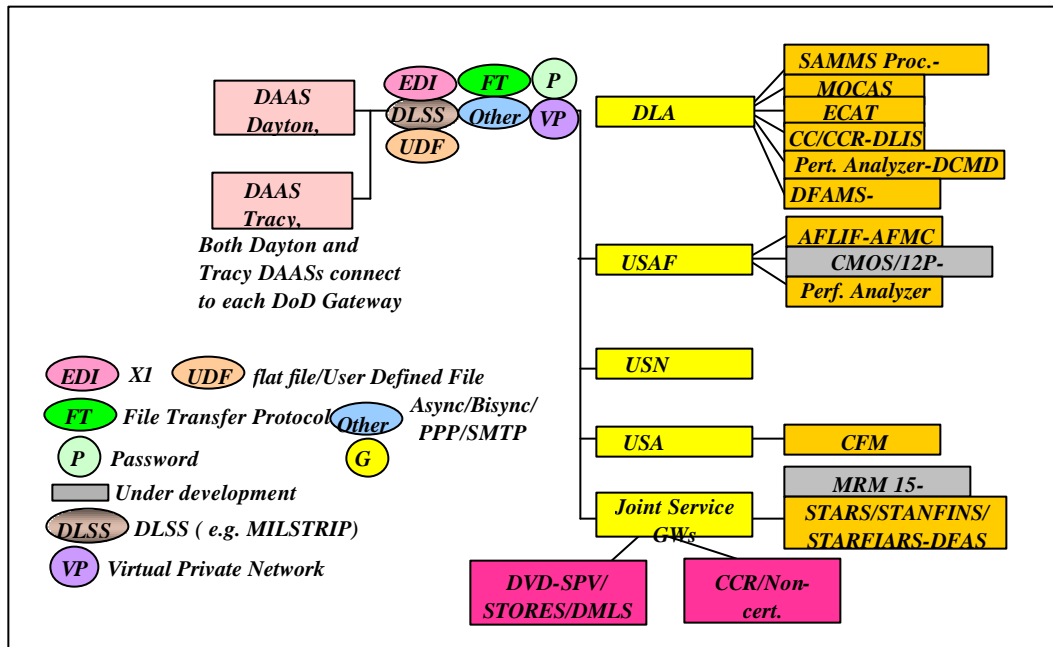 EDI
FT
P
DLSS
Other
VP
UDF
DAAS
Dayton,
DAAS
Tracy,
Both Dayton and
Tracy DAASs connect
to each DoD Gateway
DLA
SAMMS Proc.-
MOCAS
ECAT
CC/CCR-DLIS
Pert. Analyzer-DCMD
DFAMS-
USAF
AFLIF-AFMC
CMOS/12P-
Perf. Analyzer
USN
USA
CFM
Joint Service
GWs
MRM 15-
STARS/STANFINS/
STARFIARS-DFAS
DVD-SPV/
STORES/DMLS
CCR/Non-
cert.
EDI X1 UDF flat file/User Defined File
FT File Transfer Protocol Other Async/Bisync/
PPP/SMTP
P Password G
Under development
DLSS DLSS ( e.g. MILSTRIP)
VP Virtual Private Network